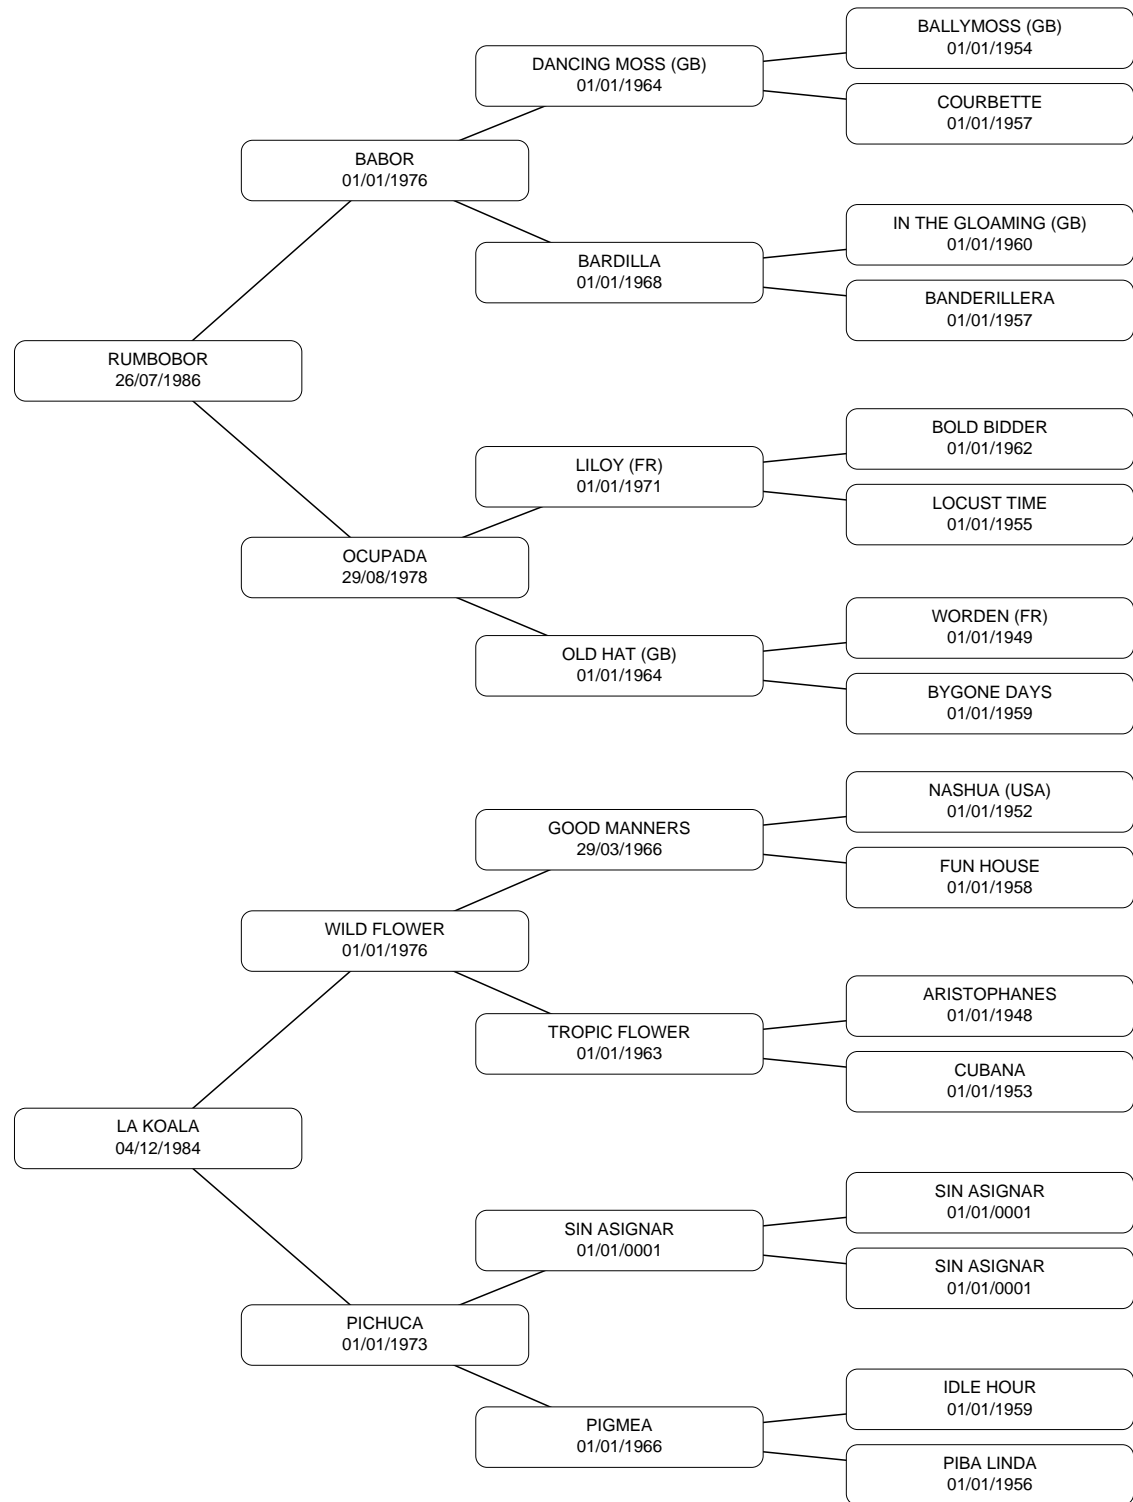 BALLYMOSS (GB)
01/01/1954
DANCING MOSS (GB)
01/01/1964
COURBETTE
01/01/1957
BABOR
01/01/1976
IN THE GLOAMING (GB)
01/01/1960
BARDILLA
01/01/1968
BANDERILLERA
01/01/1957
RUMBOBOR
26/07/1986
BOLD BIDDER
01/01/1962
LILOY (FR)
01/01/1971
LOCUST TIME
01/01/1955
OCUPADA
29/08/1978
WORDEN (FR)
01/01/1949
OLD HAT (GB)
01/01/1964
BYGONE DAYS
01/01/1959
NASHUA (USA)
01/01/1952
GOOD MANNERS
29/03/1966
FUN HOUSE
01/01/1958
WILD FLOWER
01/01/1976
ARISTOPHANES
01/01/1948
TROPIC FLOWER
01/01/1963
CUBANA
01/01/1953
LA KOALA
04/12/1984
SIN ASIGNAR
01/01/0001
SIN ASIGNAR
01/01/0001
SIN ASIGNAR
01/01/0001
PICHUCA
01/01/1973
IDLE HOUR
01/01/1959
PIGMEA
01/01/1966
PIBA LINDA
01/01/1956